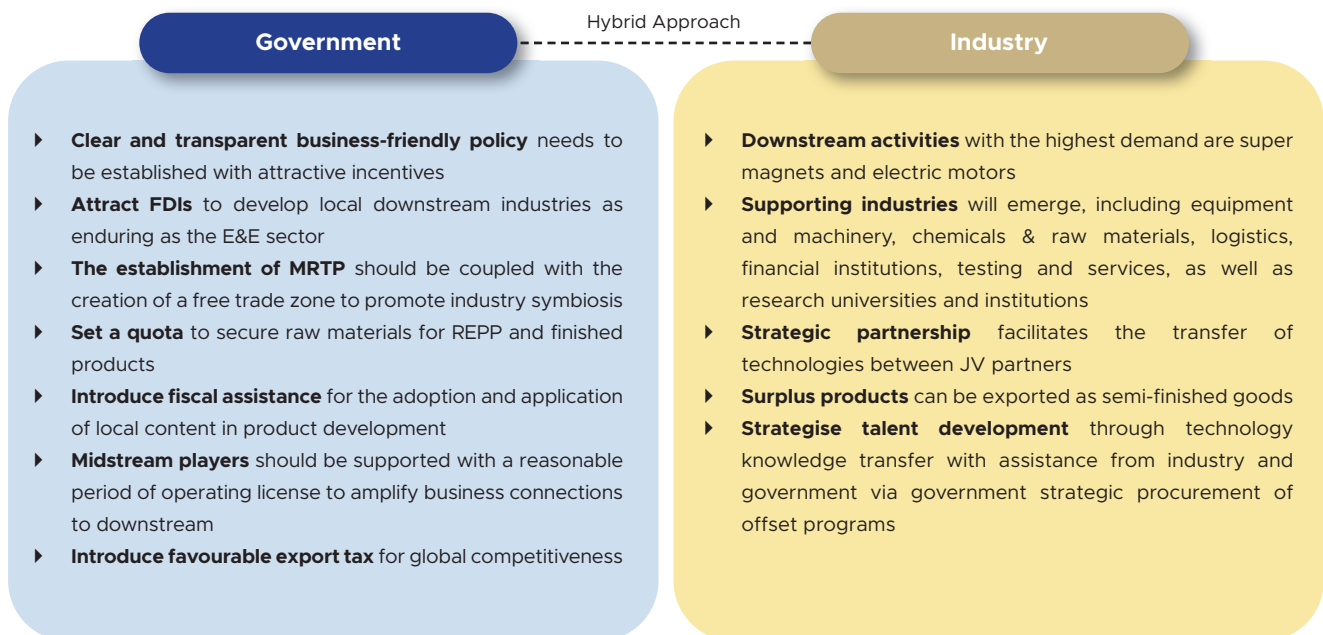 Hybrid Approach
Government
Industry
Clear and transparent business-friendly policy needs to
be established with attractive incentives
Attract FDIs to develop local downstream industries as
enduring as the E&E sector
The establishment of MRTP should be coupled with the
creation of a free trade zone to promote industry symbiosis
Set a quota to secure raw materials for REPP and finished
products
Introduce fiscal assistance for the adoption and application
of local content in product development
Midstream players should be supported with a reasonable
period of operating license to amplify business connections
to downstream
Introduce favourable export tax for global competitiveness
Downstream activities with the highest demand are super
magnets and electric motors
Supporting industries will emerge, including equipment
and machinery, chemicals & raw materials, logistics,
financial institutions, testing and services, as well as
research universities and institutions
Strategic partnership facilitates the transfer of
technologies between JV partners
Surplus products can be exported as semi-finished goods
Strategise talent development through technology
knowledge transfer with assistance from industry and
government via government strategic procurement of
offset programs